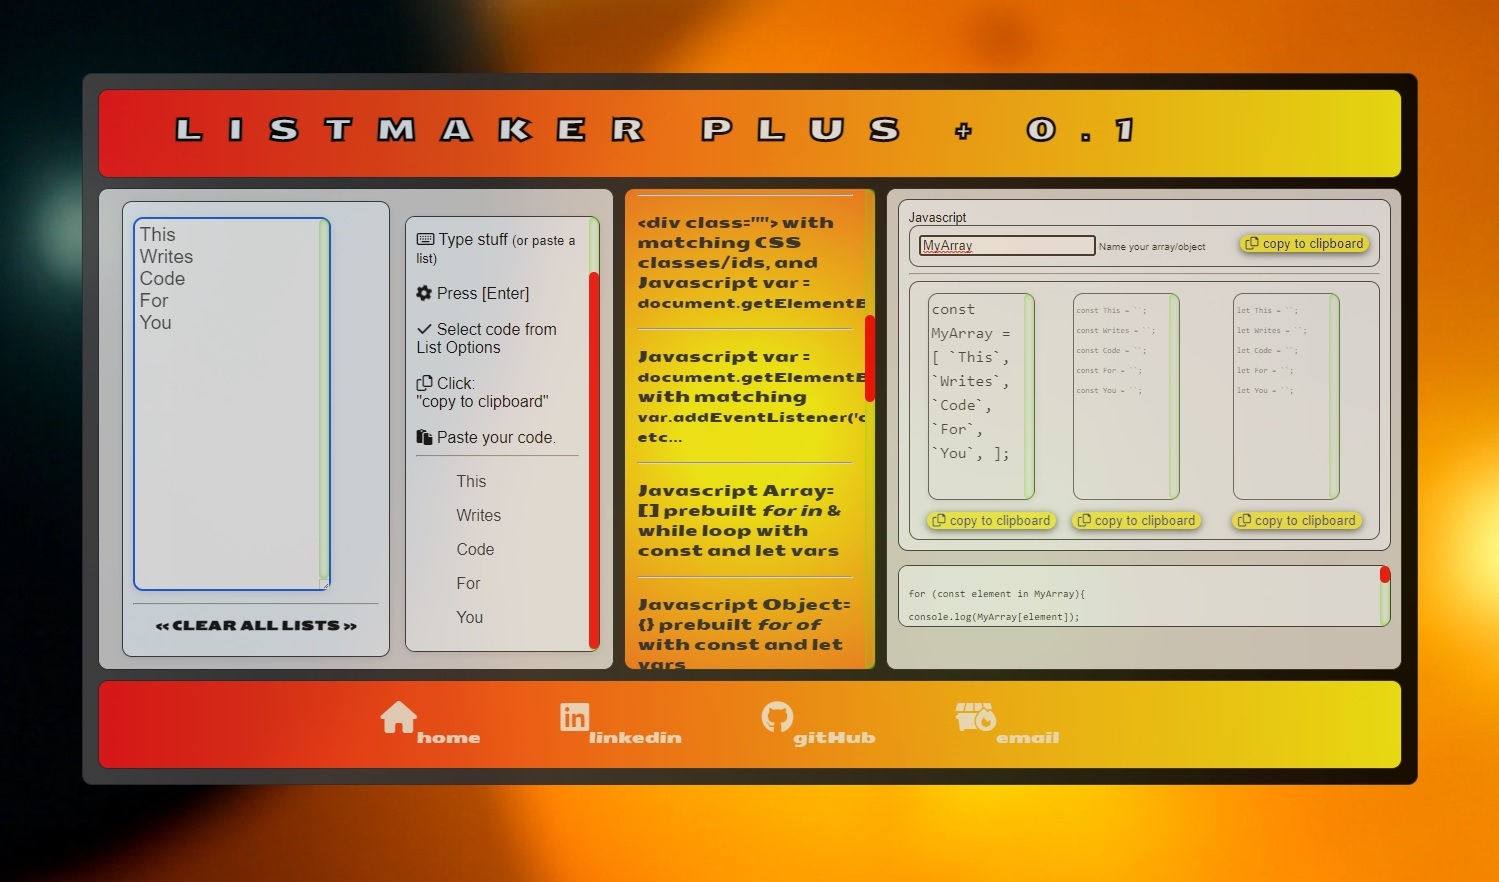 LISTMAKER PLUS + 0.1
This
Writes
Code
For
You
<< CLEAR ALL LISTS >>
Type stuff (or paste a
list)
Press [Enter]
Select code from
List Options
Click:
"copy to clipboard"
Paste your code.
This
Writes
Code
For
You
<div class=""> with
matching CSS
classes/ids, and
Javascript var =
document.getElementE
Javascript var =
document.getElementE
with matching
var.addEventListener('c
etc...
Javascript Array=
[] prebuilt for in &
while loop with
const and let vars
Javascript Object=
{} prebuilt for of
with const and let
vars
Javascript
MyArray Name your array/object copy to clipboard
const
MyArray =
[ `This`,
`Writes`,
`Code`,
`For`,
`You`, ];
copy to clipboard
const This = ``;
const Writes = ``;
const Code = ``;
const For = ``;
const You = ``;
copy to clipboard
let This = ``;
let Writes = ``;
let Code = ``;
let For = ``;
let You = ``;
copy to clipboard
for (const element in MyArray){
console.log(MyArray[element]);
home linkedin gitHub email